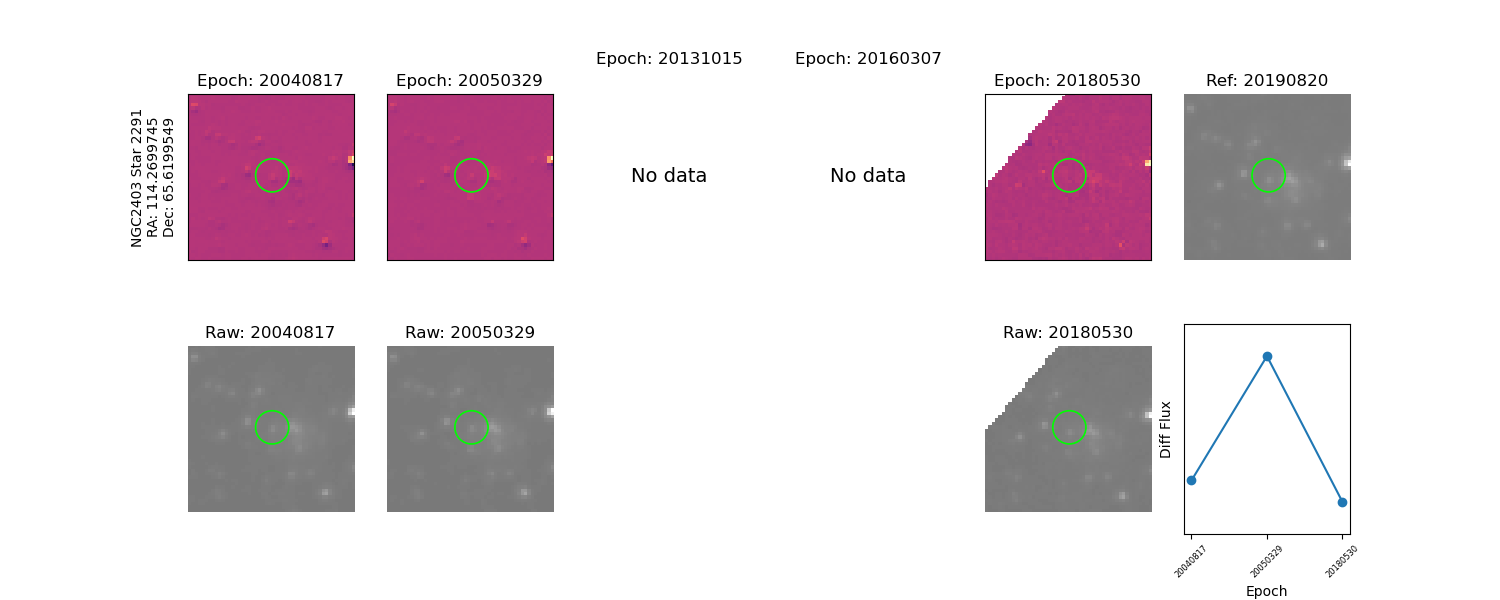 Epoch: 20040817
Epoch: 20050329
Epoch: 20131015
Epoch: 20160307
Epoch: 20180530
Ref: 20190820
NGC2403 Star 2291
RA: 114.2699745
Dec: 65.6199549
No data
No data
Raw: 20040817
Raw: 20050329
Raw: 20180530
Diff Flux
20040817
20050329
20180530
Epoch